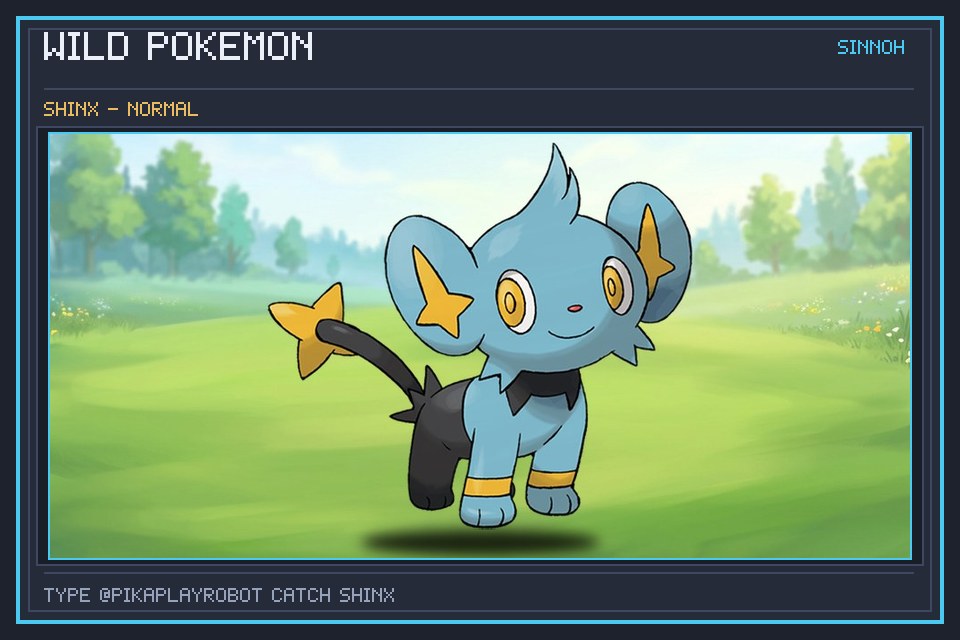 WILD POKEMON
SINNOH
SHINX - NORMAL
TYPE @PIKAPLAYROBOT CATCH SHINX